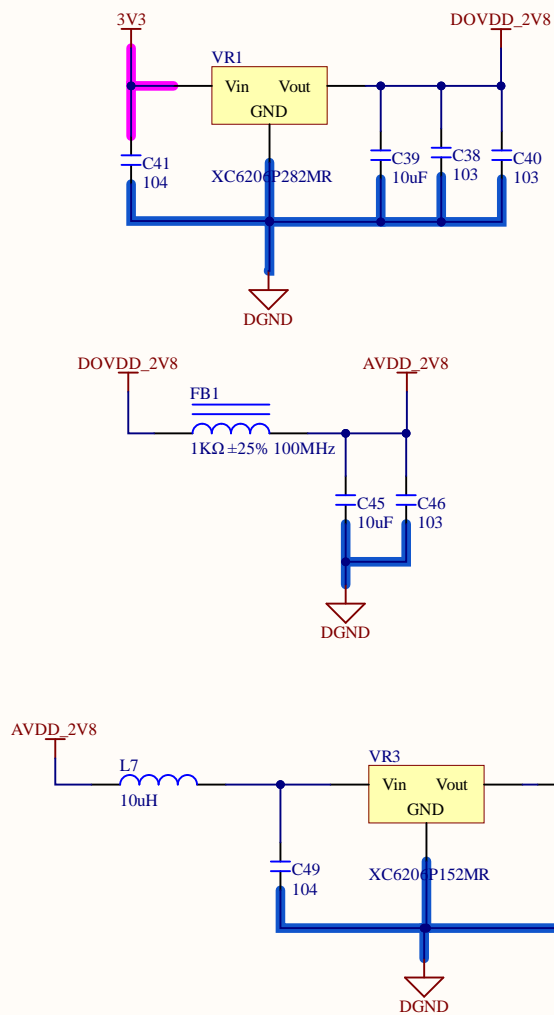 3V3
DOVDD_2V8
VR1
Vin
Vout
GND
C41
104
XC6206P282MR
C39
10uF
C38
103
C40
103
DGND
DOVDD_2V8
AVDD_2V8
FB1
1KΩ ±25% 100MHz
C45
10uF
C46
103
DGND
AVDD_2V8
L7
10uH
VR3
Vin
Vout
GND
C49
104
XC6206P152MR
DGND